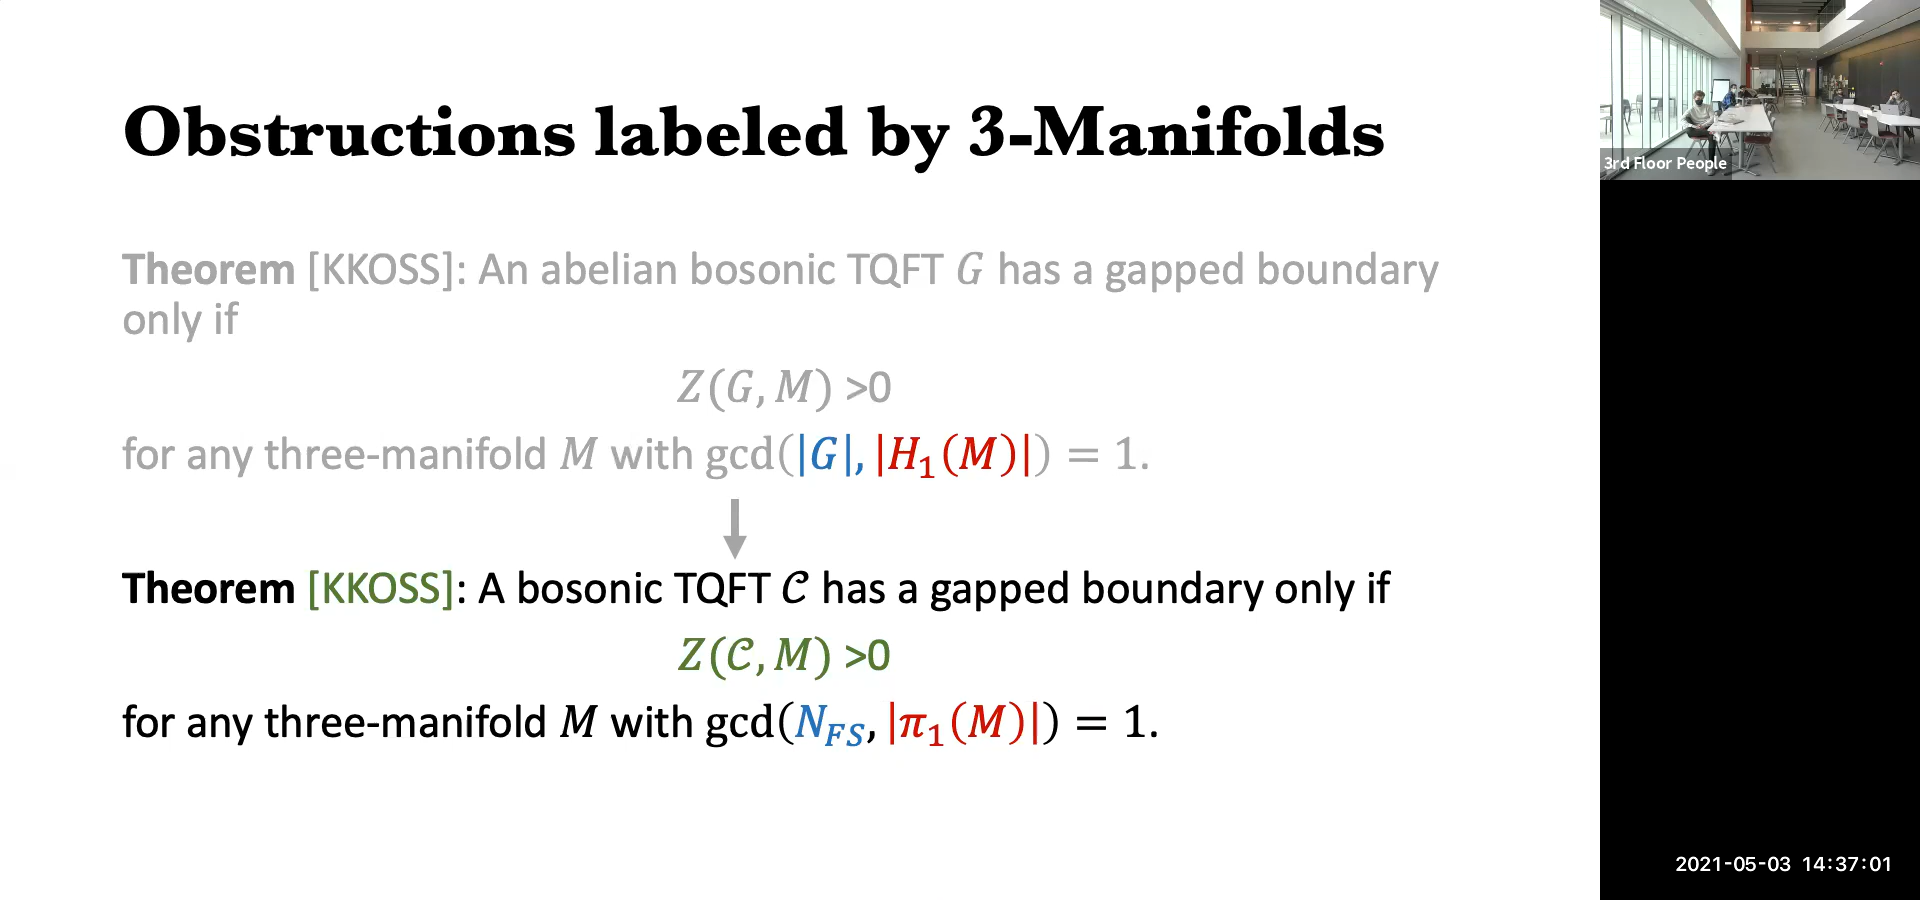 Obstructions labeled by 3-Manifolds
Theorem [KKOSS]: An abelian bosonic TQFT G has a gapped boundary
only if
Z(G, M) >0
for any three-manifold M with gcd(|G|, |H₁(M)|) = 1.
Theorem [KKOSS]: A bosonic TQFT 𝒞 has a gapped boundary only if
Z(𝒞, M) >0
for any three-manifold M with gcd(N_FS, |π₁(M)|) = 1.
3rd Floor People
2021-05-03 14:37:01